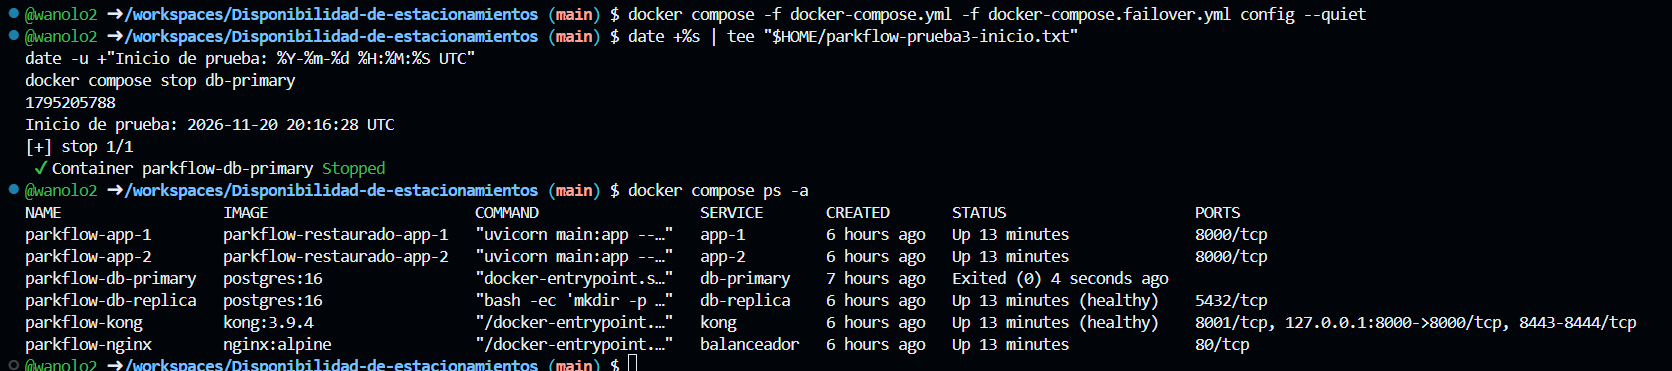 @wanolo2 ➜/workspaces/Disponibilidad-de-estacionamientos (main) $ docker compose -f docker-compose.yml -f docker-compose.failover.yml config --quiet
@wanolo2 ➜/workspaces/Disponibilidad-de-estacionamientos (main) $ date +%s | tee "$HOME/parkflow-prueba3-inicio.txt"
date -u +"Inicio de prueba: %Y-%m-%d %H:%M:%S UTC"
docker compose stop db-primary
1795205788
Inicio de prueba: 2026-11-20 20:16:28 UTC
[+] stop 1/1
✓Container parkflow-db-primary Stopped
@wanolo2 ➜/workspaces/Disponibilidad-de-estacionamientos (main) $ docker compose ps -a
NAME IMAGE COMMAND SERVICE CREATED STATUS PORTS
parkflow-app-1 parkflow-restaurado-app-1 "uvicorn main:app --…" app-1 6 hours ago Up 13 minutes 8000/tcp
parkflow-app-2 parkflow-restaurado-app-2 "uvicorn main:app --…" app-2 6 hours ago Up 13 minutes 8000/tcp
parkflow-db-primary postgres:16 "docker-entrypoint.s…" db-primary 7 hours ago Exited (0) 4 seconds ago
parkflow-db-replica postgres:16 "bash -ec 'mkdir -p …" db-replica 6 hours ago Up 13 minutes (healthy) 5432/tcp
parkflow-kong kong:3.9.4 "/docker-entrypoint.…" kong 6 hours ago Up 13 minutes (healthy) 8001/tcp, 127.0.0.1:8000->8000/tcp, 8443-8444/tcp
parkflow-nginx nginx:alpine "/docker-entrypoint.…" balanceador 6 hours ago Up 13 minutes 80/tcp
@wanolo2 ➜/workspaces/Disponibilidad-de-estacionamientos (main) $